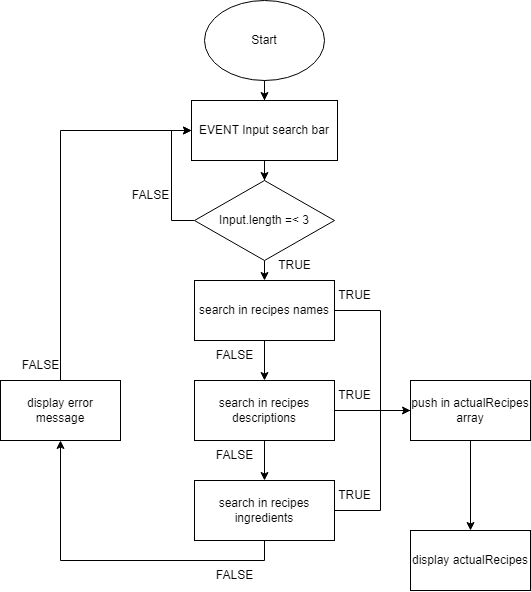 Start
EVENT Input search bar
FALSE
Input.length =< 3
TRUE
search in recipes names
TRUE
FALSE
FALSE
display error
message
search in recipes
descriptions
TRUE
push in actualRecipes
array
FALSE
search in recipes
ingredients
TRUE
display actualRecipes
FALSE